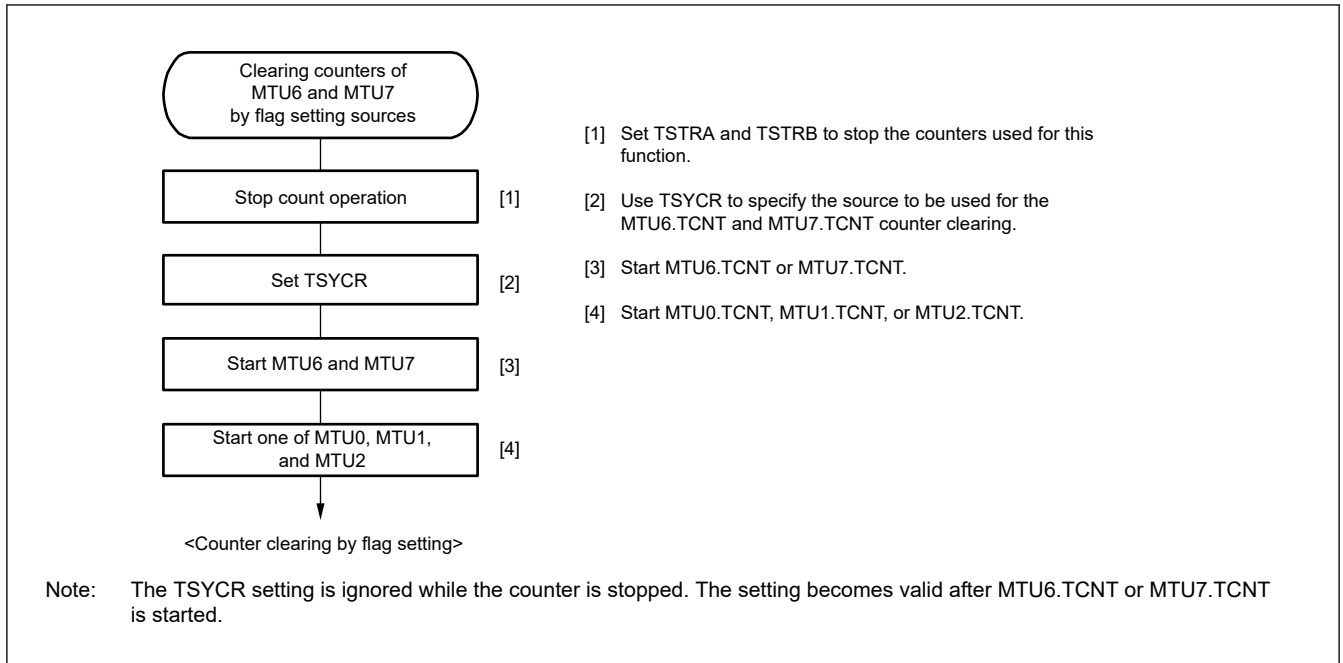 Clearing counters of
MTU6 and MTU7
by flag setting sources
Stop count operation
[1]
Set TSYCR
[2]
Start MTU6 and MTU7
[3]
Start one of MTU0, MTU1,
and MTU2
[4]
<Counter clearing by flag setting>
[1] Set TSTRA and TSTRB to stop the counters used for this
function.
[2] Use TSYCR to specify the source to be used for the
MTU6.TCNT and MTU7.TCNT counter clearing.
[3] Start MTU6.TCNT or MTU7.TCNT.
[4] Start MTU0.TCNT, MTU1.TCNT, or MTU2.TCNT.
Note: The TSYCR setting is ignored while the counter is stopped. The setting becomes valid after MTU6.TCNT or MTU7.TCNT
is started.